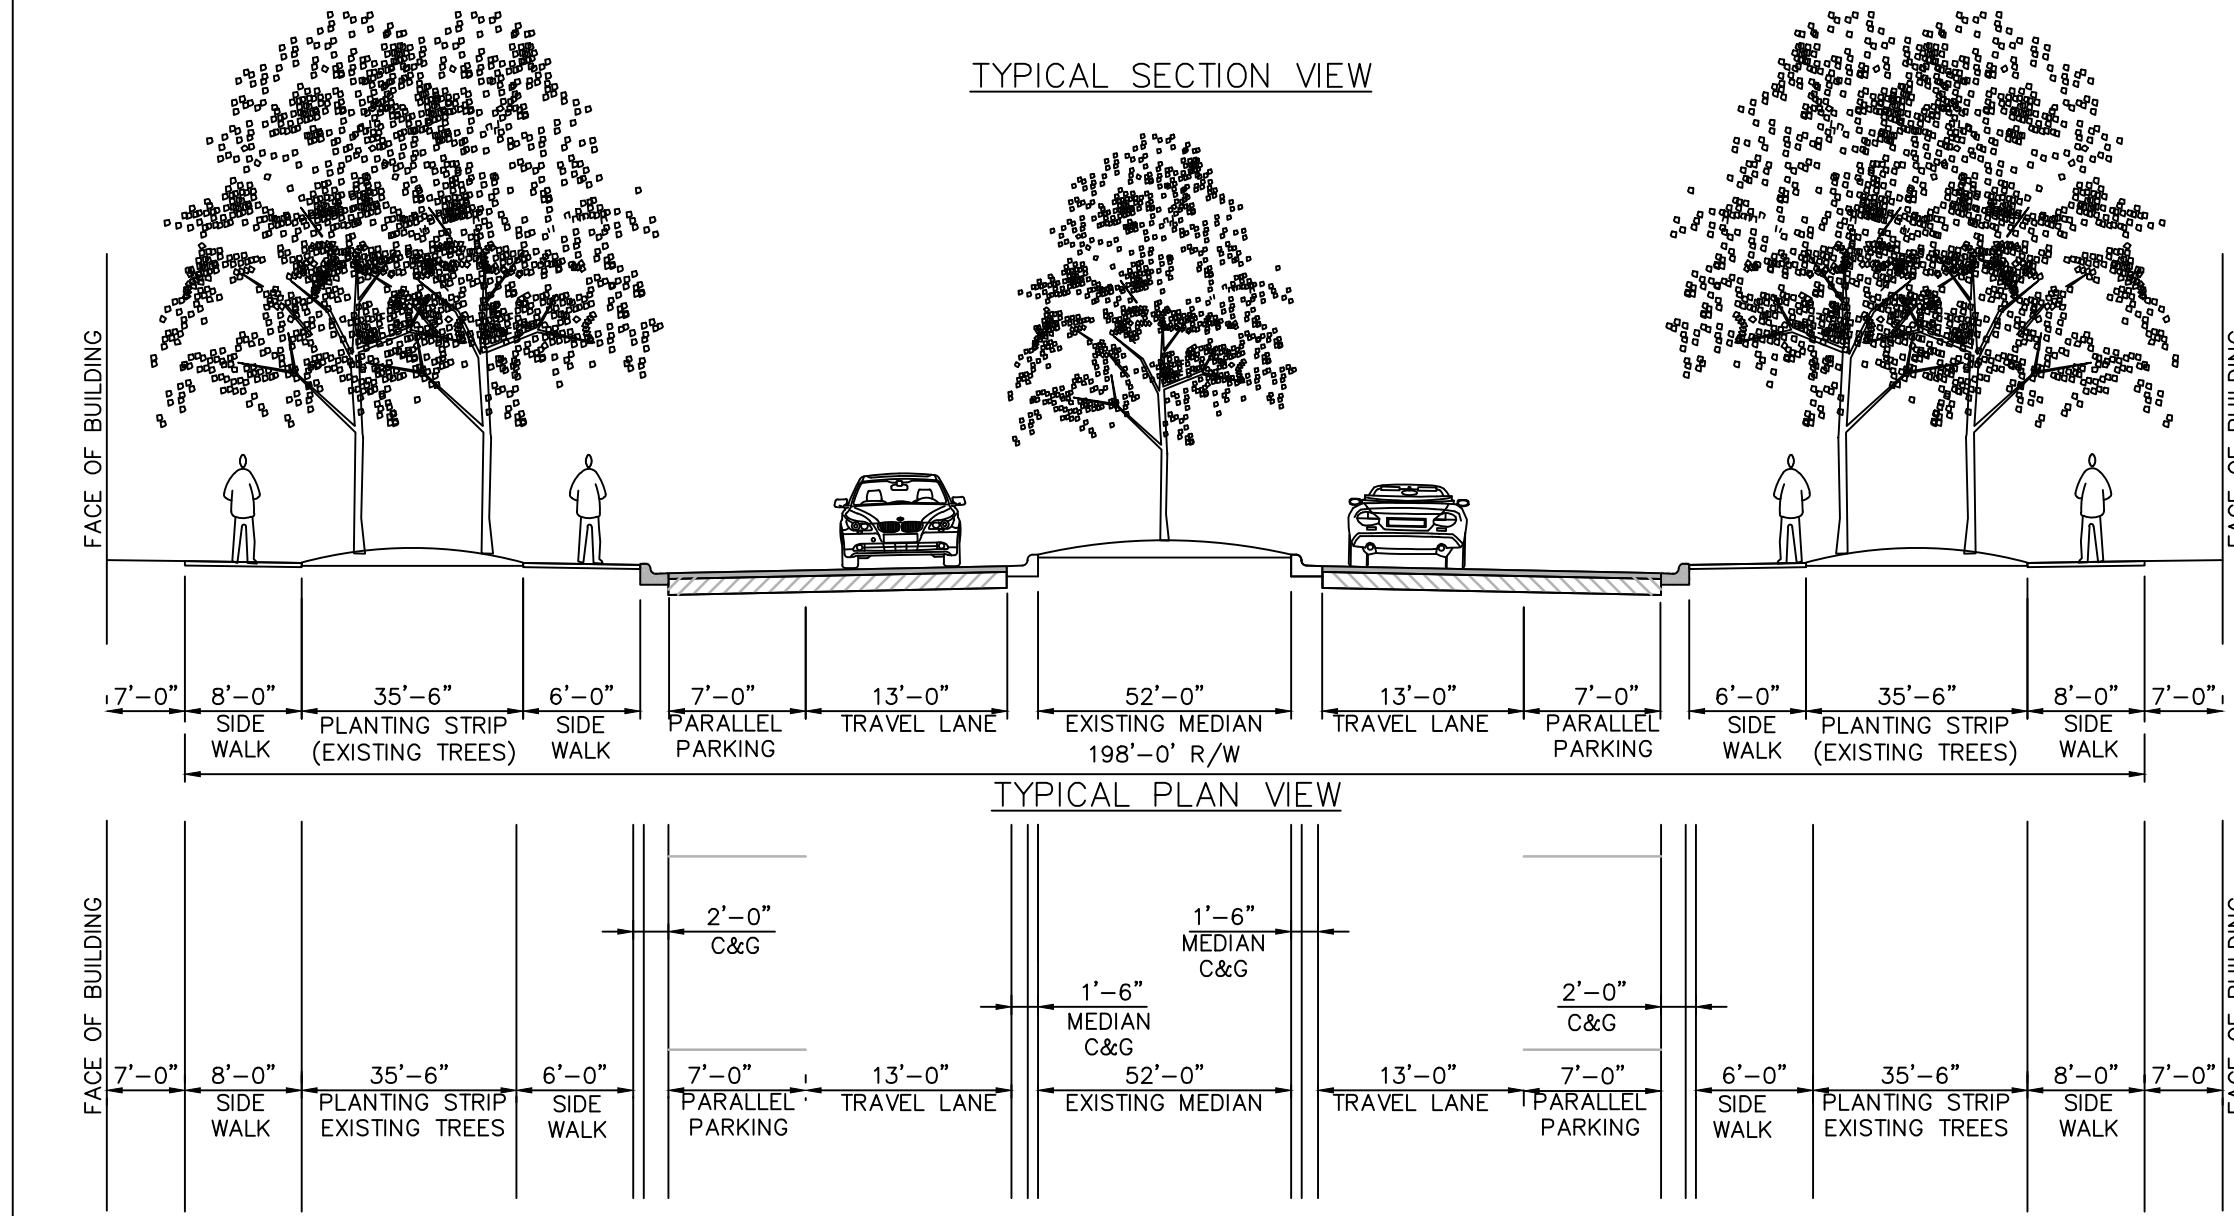 TYPICAL SECTION VIEW
FACE OF BUILDING
FACE OF BUILDING
7'-0" 8'-0" 35'-6" 6'-0" 7'-0" 13'-0" 52'-0" 13'-0" 7'-0" 6'-0" 35'-6" 8'-0" 7'-0"
SIDE PLANTING STRIP SIDE PARALLEL TRAVEL LANE EXISTING MEDIAN TRAVEL LANE PARALLEL SIDE PLANTING STRIP SIDE
WALK (EXISTING TREES) WALK PARKING 198'-0' R/W PARKING WALK (EXISTING TREES) WALK
TYPICAL PLAN VIEW
FACE OF BUILDING
FACE OF BUILDING
2'-0"
C&G
1'-6"
MEDIAN
C&G
1'-6"
MEDIAN
C&G
2'-0"
C&G
7'-0" 8'-0" 35'-6" 6'-0" 7'-0" 13'-0" 52'-0" 13'-0" 7'-0" 6'-0" 35'-6" 8'-0" 7'-0"
SIDE PLANTING STRIP SIDE PARALLEL TRAVEL LANE EXISTING MEDIAN TRAVEL LANE PARALLEL SIDE PLANTING STRIP SIDE
WALK EXISTING TREES WALK PARKING PARKING WALK EXISTING TREES WALK